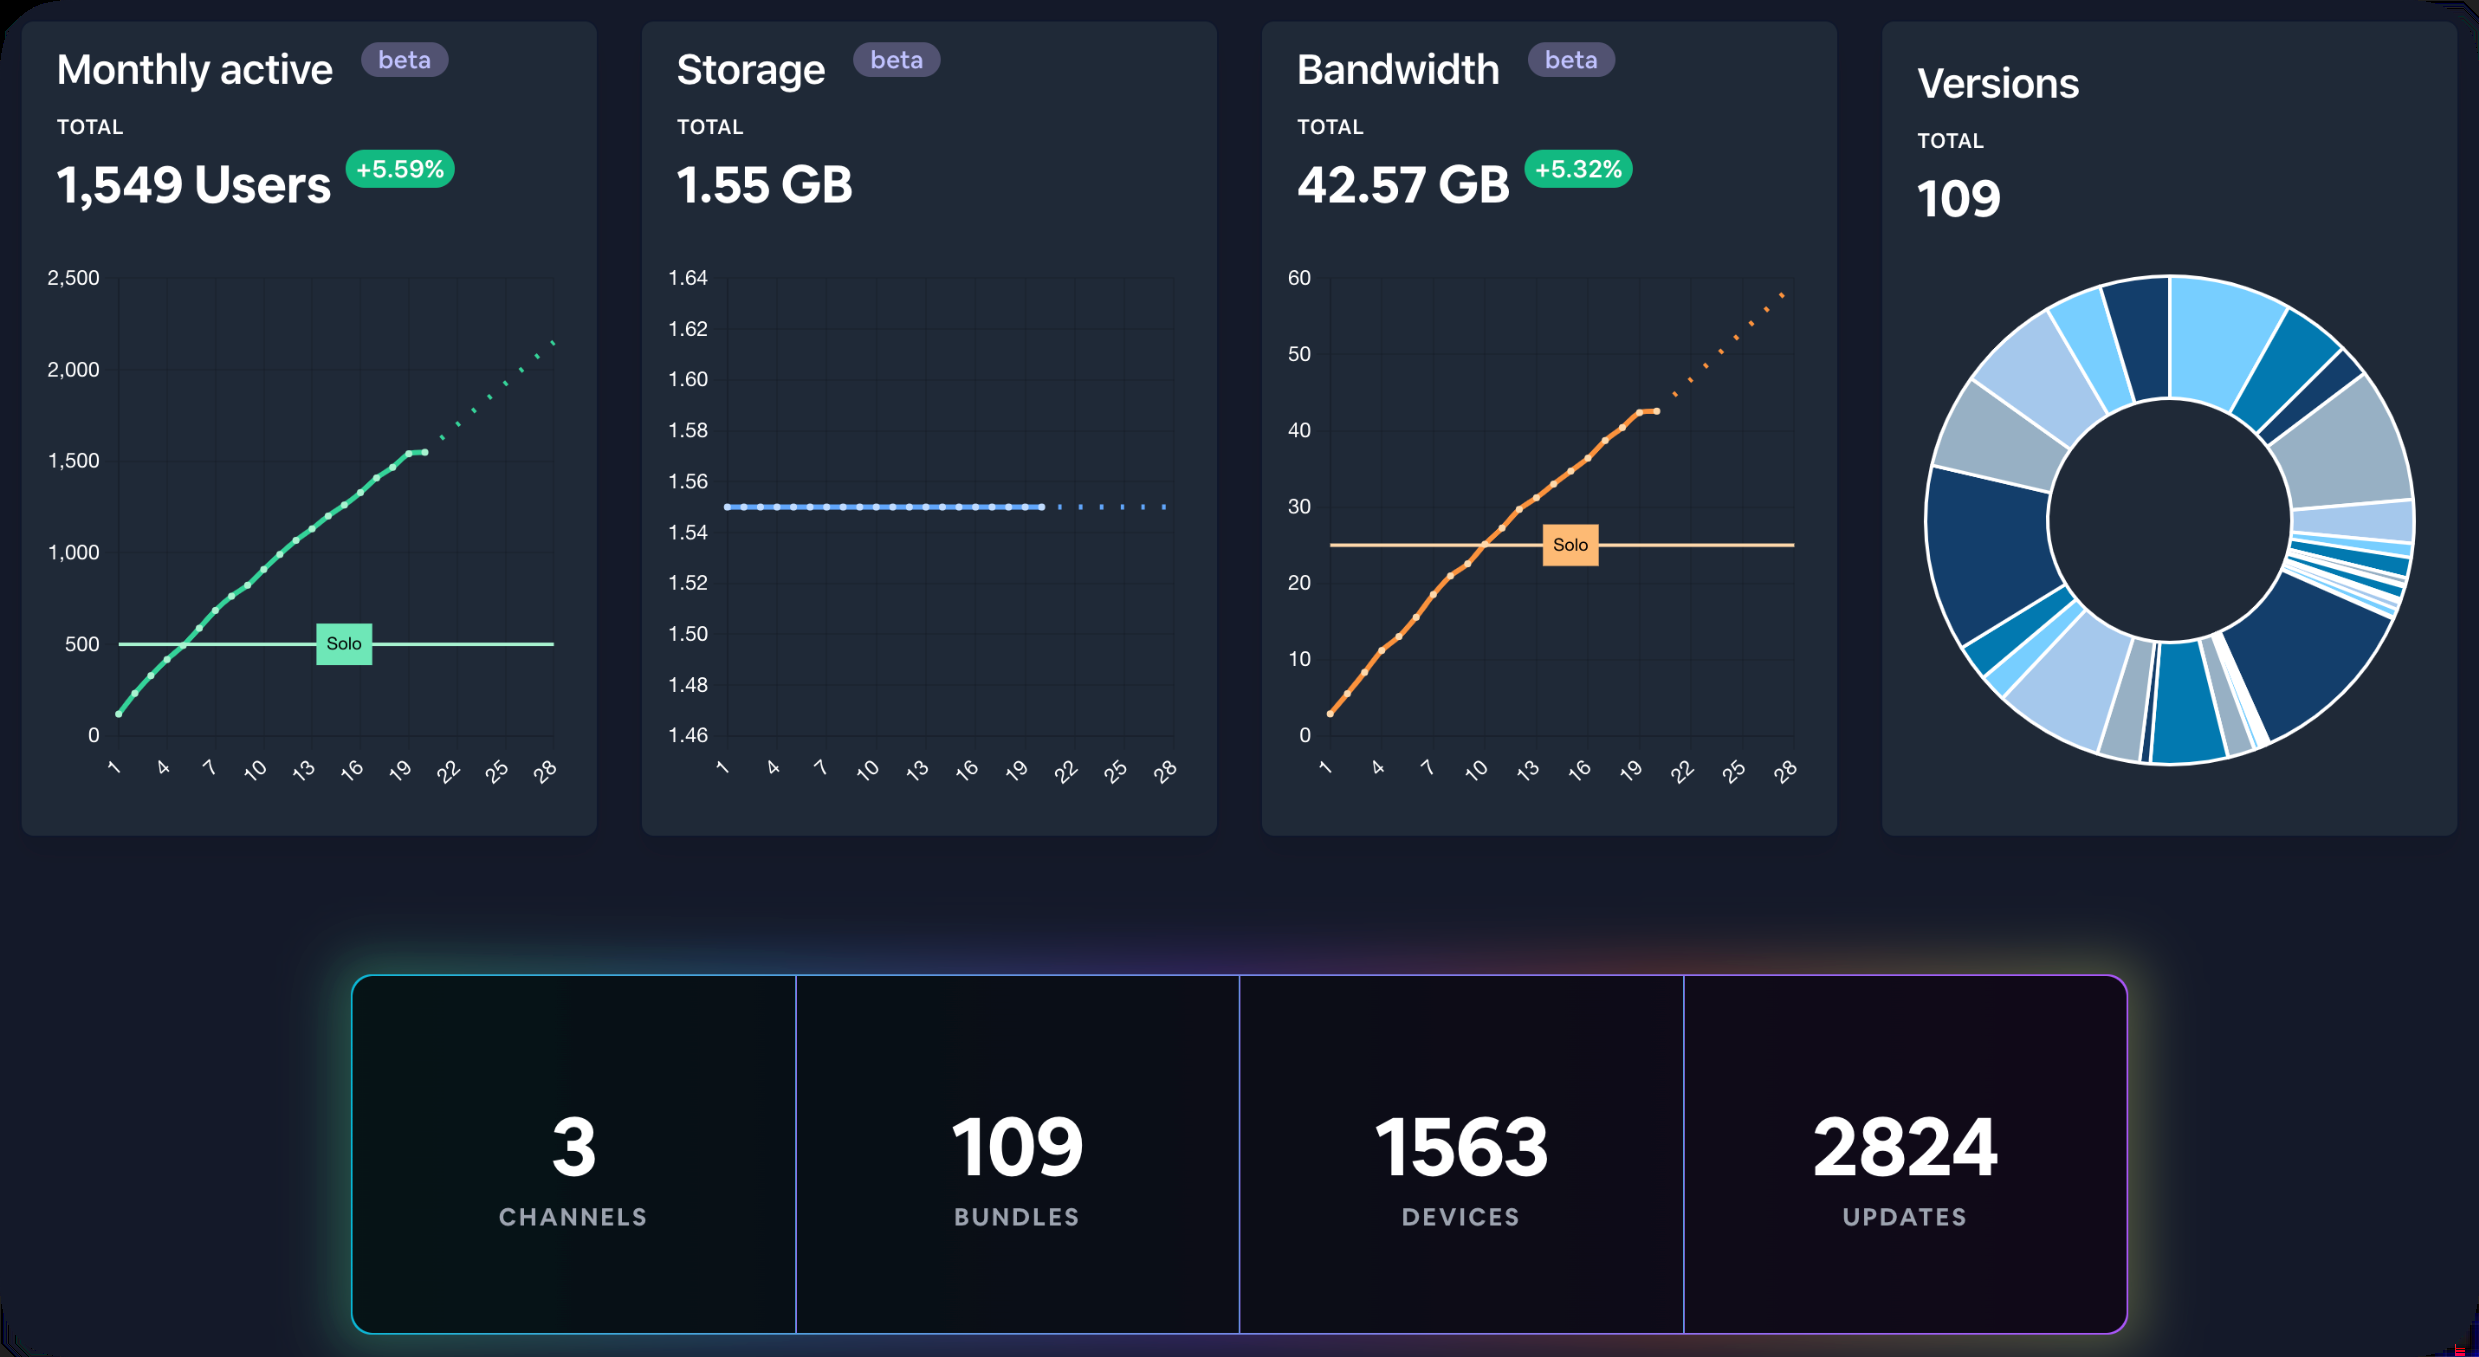 Monthly active beta
TOTAL
1,549 Users +5.59%
2,500
2,000
1,500
1,000
500
0
Solo
1 4 7 10 13 16 19 22 25 28
Storage beta
TOTAL
1.55 GB
1.64
1.62
1.60
1.58
1.56
1.54
1.52
1.50
1.48
1.46
1 4 7 10 13 16 19 22 25 28
Bandwidth beta
TOTAL
42.57 GB +5.32%
60
50
40
30
20
10
0
Solo
1 4 7 10 13 16 19 22 25 28
Versions
TOTAL
109
3
CHANNELS
109
BUNDLES
1563
DEVICES
2824
UPDATES